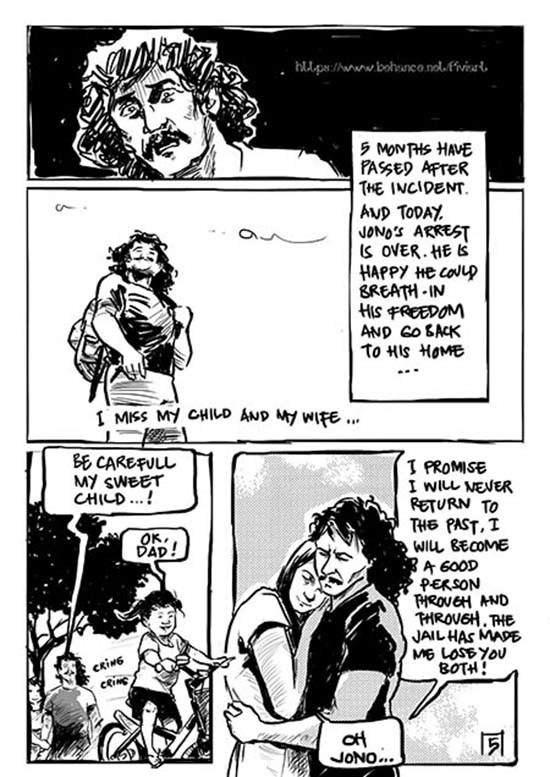 https://www.behance.net/Piviart
5 MONTHS HAVE
PASSED AFTER
THE INCIDENT.
AND TODAY,
JONO'S ARREST
IS OVER. HE IS
HAPPY HE COULD
BREATH-IN
HIS FREEDOM
AND GO BACK
TO HIS HOME
...
I MISS MY CHILD AND MY WIFE ...
BE CAREFULL
MY SWEET
CHILD ...!
OK,
DAD!
CRING
CRING
I PROMISE
I WILL NEVER
RETURN TO
THE PAST, I
WILL BECOME
A GOOD
PERSON
THROUGH AND
THROUGH. THE
JAIL HAS MADE
ME LOSE YOU
BOTH!
OH
JONO...
5